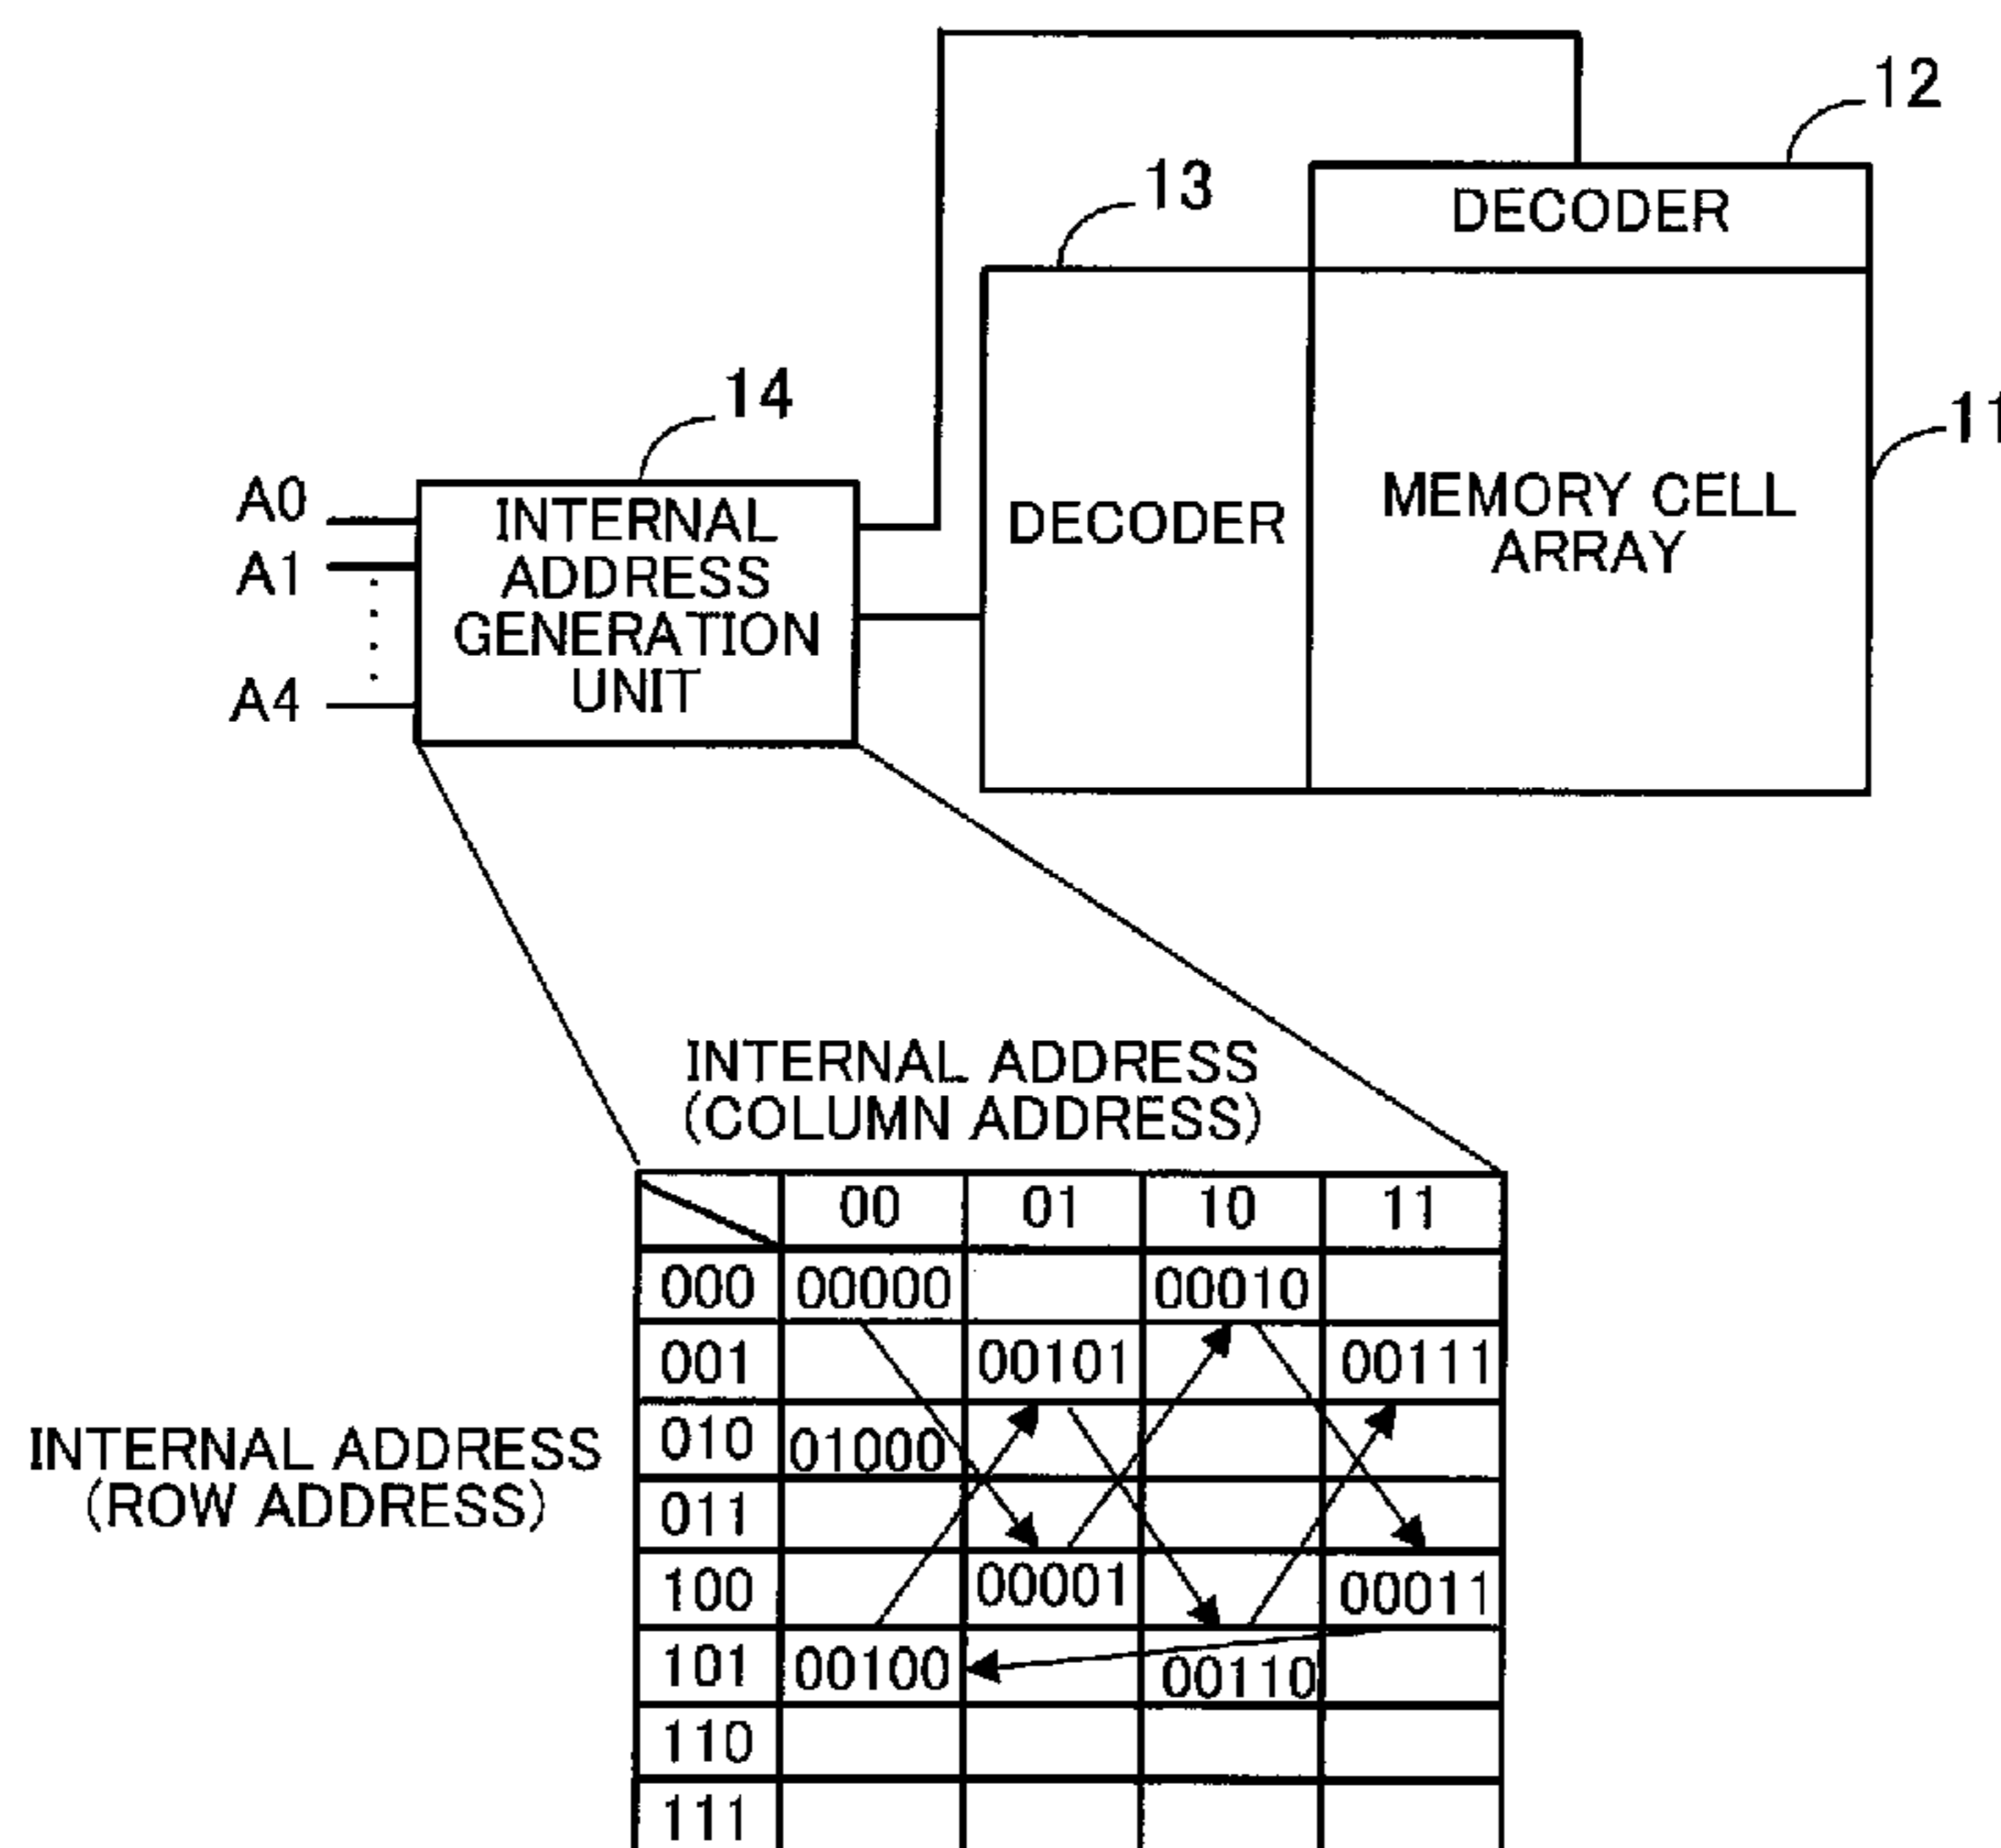 12
13
DECODER
14
11
A0
INTERNAL
ADDRESS
GENERATION
UNIT
A1
A4
DECODER
MEMORY CELL
ARRAY
INTERNAL ADDRESS
(COLUMN ADDRESS)
00 01 10 11
000 00000 00010
001 00101 00111
INTERNAL ADDRESS
(ROW ADDRESS)
010 01000
011
100 00001 00011
101 00100 00110
110
111